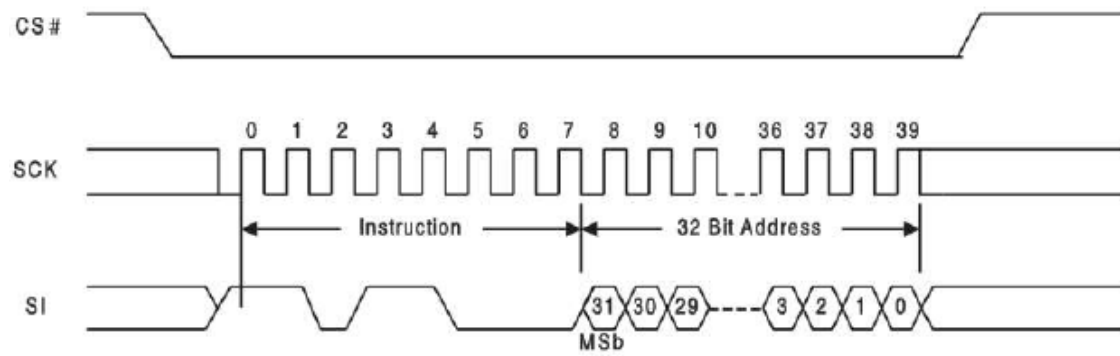 CS#
0 1 2 3 4 5 6 7 8 9 10 36 37 38 39
SCK
Instruction 32 Bit Address
SI 31 30 29 3 2 1 0
MSb